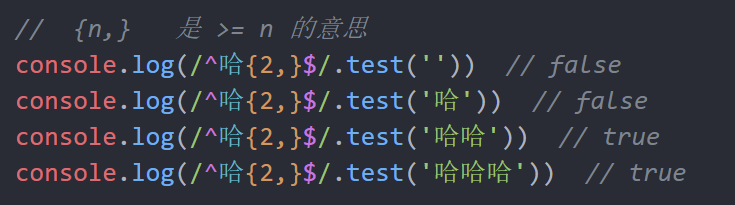 //  {n,}   是 >= n 的意思
console.log(/^哈{2,}$/.test(''))  // false
console.log(/^哈{2,}$/.test('哈'))  // false
console.log(/^哈{2,}$/.test('哈哈'))  // true
console.log(/^哈{2,}$/.test('哈哈哈'))  // true